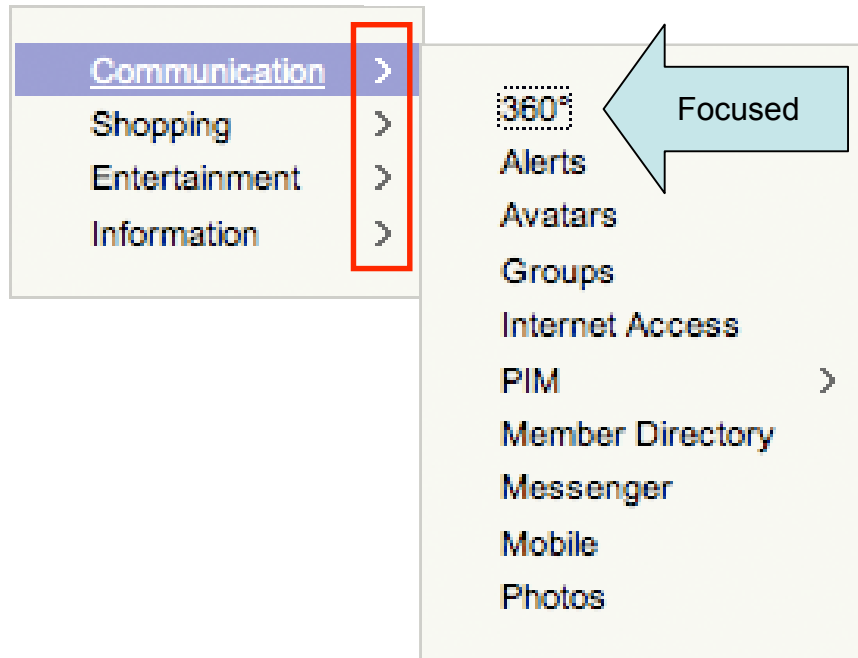 Communication >
Shopping >
Entertainment >
Information >
360°
Focused
Alerts
Avatars
Groups
Internet Access
PIM >
Member Directory
Messenger
Mobile
Photos